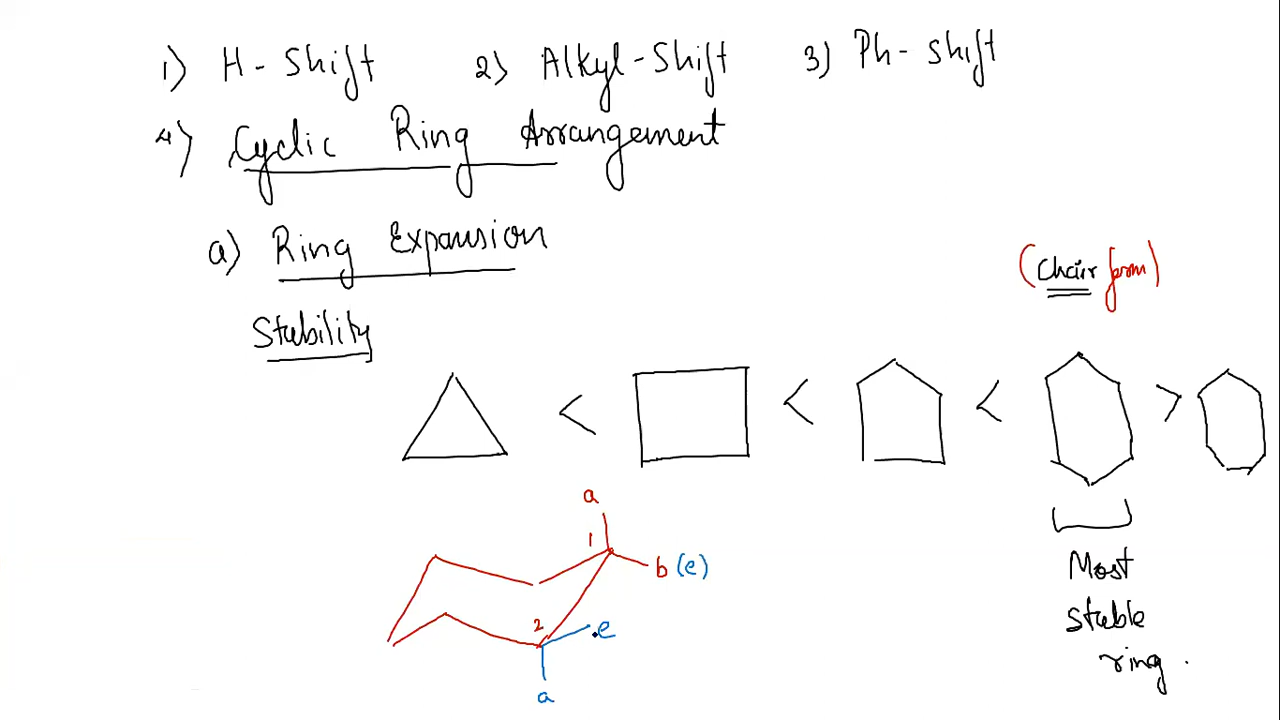 1) H - Shift 2) Alkyl - Shift 3) Ph - shift
4) Cyclic Ring Arrangement
a) Ring Expansion
(Chair form)
Stability
< < < >
a
1
b (e)
Most
2 e
stable
a
ring.